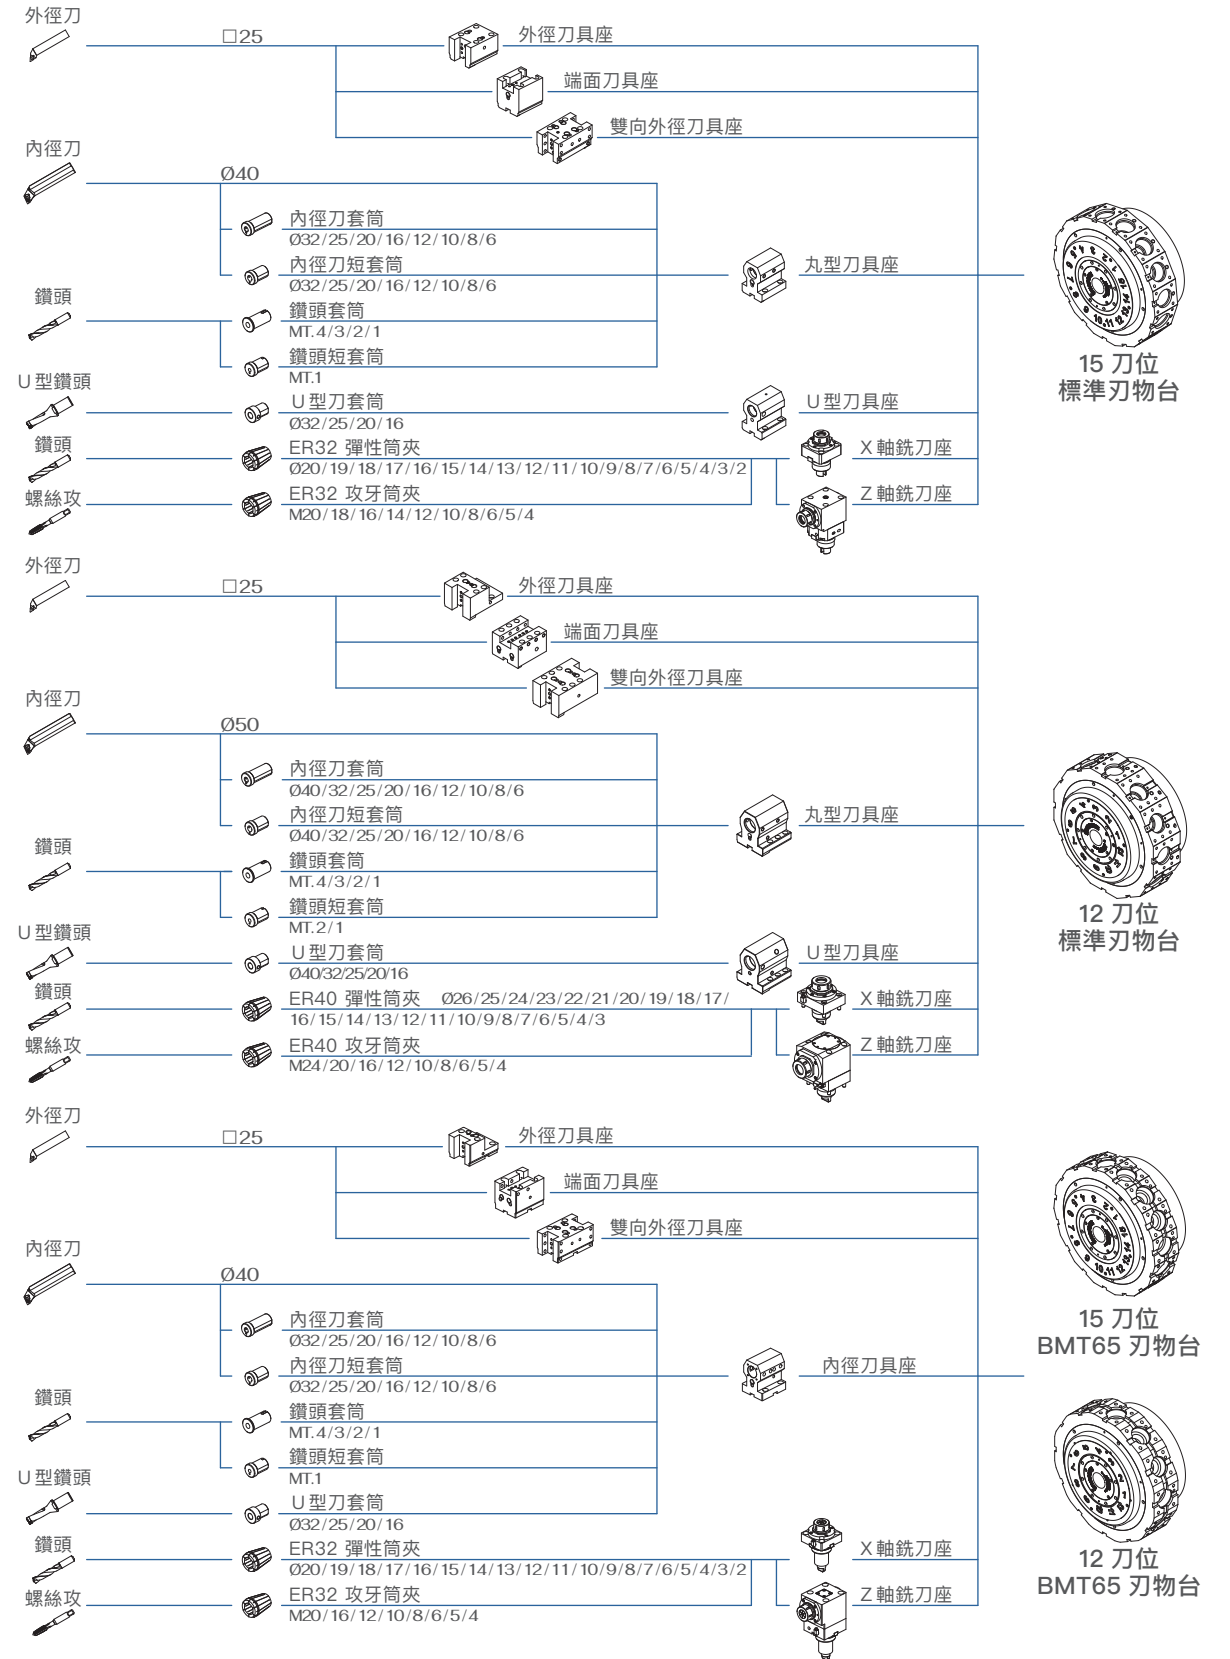 外徑刀
□25
外徑刀具座
端面刀具座
雙向外徑刀具座
內徑刀
Ø40
內徑刀套筒
Ø32/25/20/16/12/10/8/6
內徑刀短套筒
Ø32/25/20/16/12/10/8/6
丸型刀具座
鑽頭
鑽頭套筒
MT.4/3/2/1
鑽頭短套筒
MT.1
15 刀位
標準刃物台
U型鑽頭
U型刀套筒
Ø32/25/20/16
U型刀具座
鑽頭
ER32 彈性筒夾
Ø20/19/18/17/16/15/14/13/12/11/10/9/8/7/6/5/4/3/2
X軸銑刀座
螺絲攻
ER32 攻牙筒夾
M20/18/16/14/12/10/8/6/5/4
Z軸銑刀座
外徑刀
□25
外徑刀具座
端面刀具座
雙向外徑刀具座
內徑刀
Ø50
內徑刀套筒
Ø40/32/25/20/16/12/10/8/6
內徑刀短套筒
Ø40/32/25/20/16/12/10/8/6
丸型刀具座
鑽頭
鑽頭套筒
MT.4/3/2/1
鑽頭短套筒
MT.2/1
12 刀位
標準刃物台
U型鑽頭
U型刀套筒
Ø40/32/25/20/16
U型刀具座
鑽頭
ER40 彈性筒夾 Ø26/25/24/23/22/21/20/19/18/17/
16/15/14/13/12/11/10/9/8/7/6/5/4/3
X軸銑刀座
螺絲攻
ER40 攻牙筒夾
M24/20/16/12/10/8/6/5/4
Z軸銑刀座
外徑刀
□25
外徑刀具座
端面刀具座
雙向外徑刀具座
內徑刀
Ø40
內徑刀套筒
Ø32/25/20/16/12/10/8/6
15 刀位
BMT65 刃物台
內徑刀短套筒
Ø32/25/20/16/12/10/8/6
內徑刀具座
鑽頭
鑽頭套筒
MT.4/3/2/1
鑽頭短套筒
MT.1
U型鑽頭
U型刀套筒
Ø32/25/20/16
鑽頭
ER32 彈性筒夾
Ø20/19/18/17/16/15/14/13/12/11/10/9/8/7/6/5/4/3/2
X軸銑刀座
12 刀位
BMT65 刃物台
螺絲攻
ER32 攻牙筒夾
M20/16/12/10/8/6/5/4
Z軸銑刀座